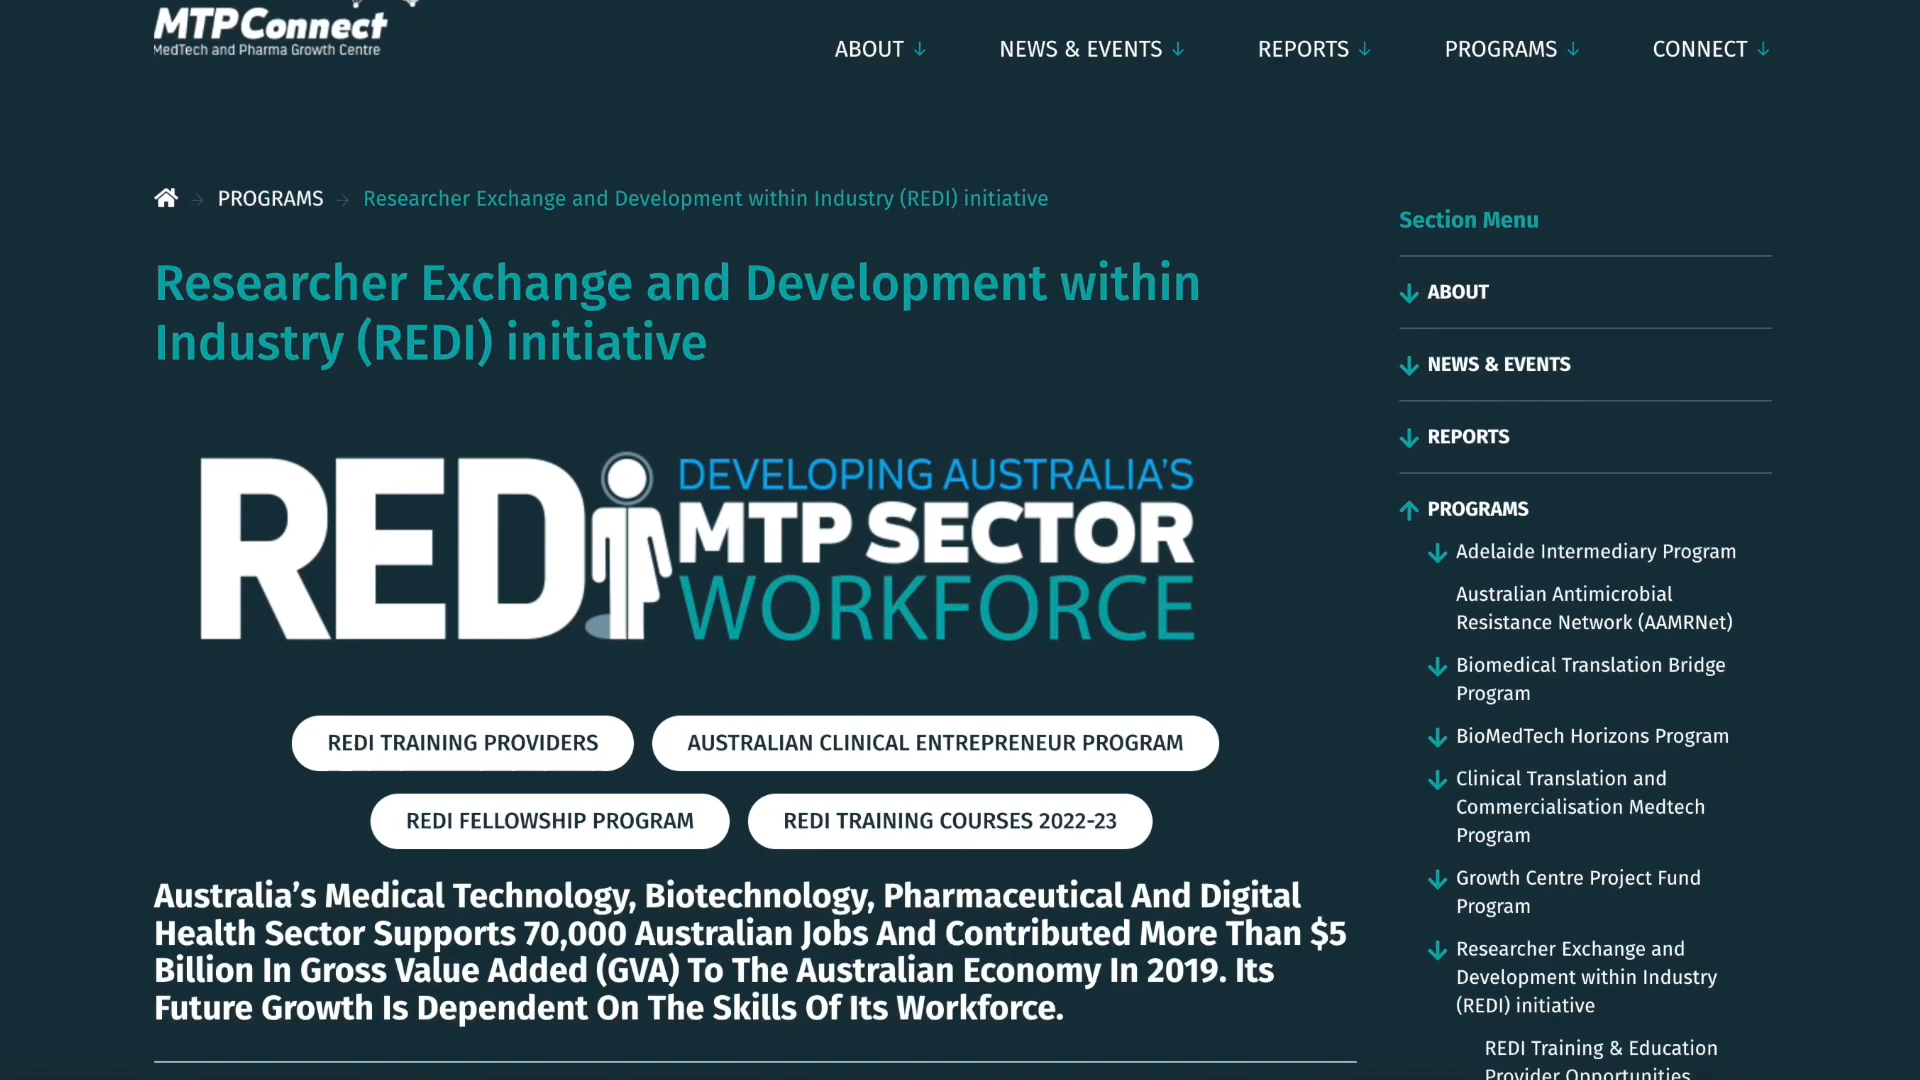 MTPConnect
MedTech and Pharma Growth Centre
ABOUT
NEWS & EVENTS
REPORTS
PROGRAMS
CONNECT
PROGRAMS
Researcher Exchange and Development within Industry (REDI) initiative
Researcher Exchange and Development within
Industry (REDI) initiative
REDi
DEVELOPING AUSTRALIA'S
MTP SECTOR
WORKFORCE
REDI TRAINING PROVIDERS
AUSTRALIAN CLINICAL ENTREPRENEUR PROGRAM
REDI FELLOWSHIP PROGRAM
REDI TRAINING COURSES 2022-23
Australia’s Medical Technology, Biotechnology, Pharmaceutical And Digital
Health Sector Supports 70,000 Australian Jobs And Contributed More Than $5
Billion In Gross Value Added (GVA) To The Australian Economy In 2019. Its
Future Growth Is Dependent On The Skills Of Its Workforce.
Section Menu
ABOUT
NEWS & EVENTS
REPORTS
PROGRAMS
Adelaide Intermediary Program
Australian Antimicrobial
Resistance Network (AAMRNet)
Biomedical Translation Bridge
Program
BioMedTech Horizons Program
Clinical Translation and
Commercialisation Medtech
Program
Growth Centre Project Fund
Program
Researcher Exchange and
Development within Industry
(REDI) initiative
REDI Training & Education
Provider Opportunities